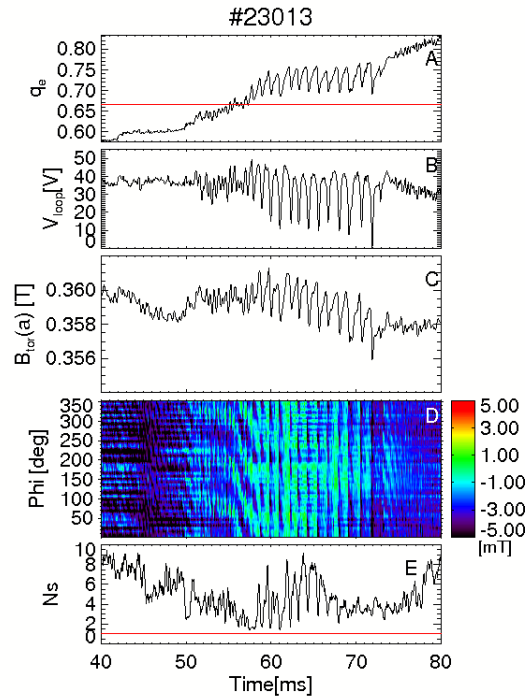 #23013
A
q_e
0.80
0.75
0.70
0.65
0.60
B
V_loop[V]
50
40
30
20
10
0
C
B_tor(a) [T]
0.360
0.358
0.356
D
Phi [deg]
350
300
250
200
150
100
50
5.00
3.00
1.00
-1.00
-3.00
-5.00
[mT]
E
Ns
10
8
6
4
2
0
40 50 60 70 80
Time[ms]